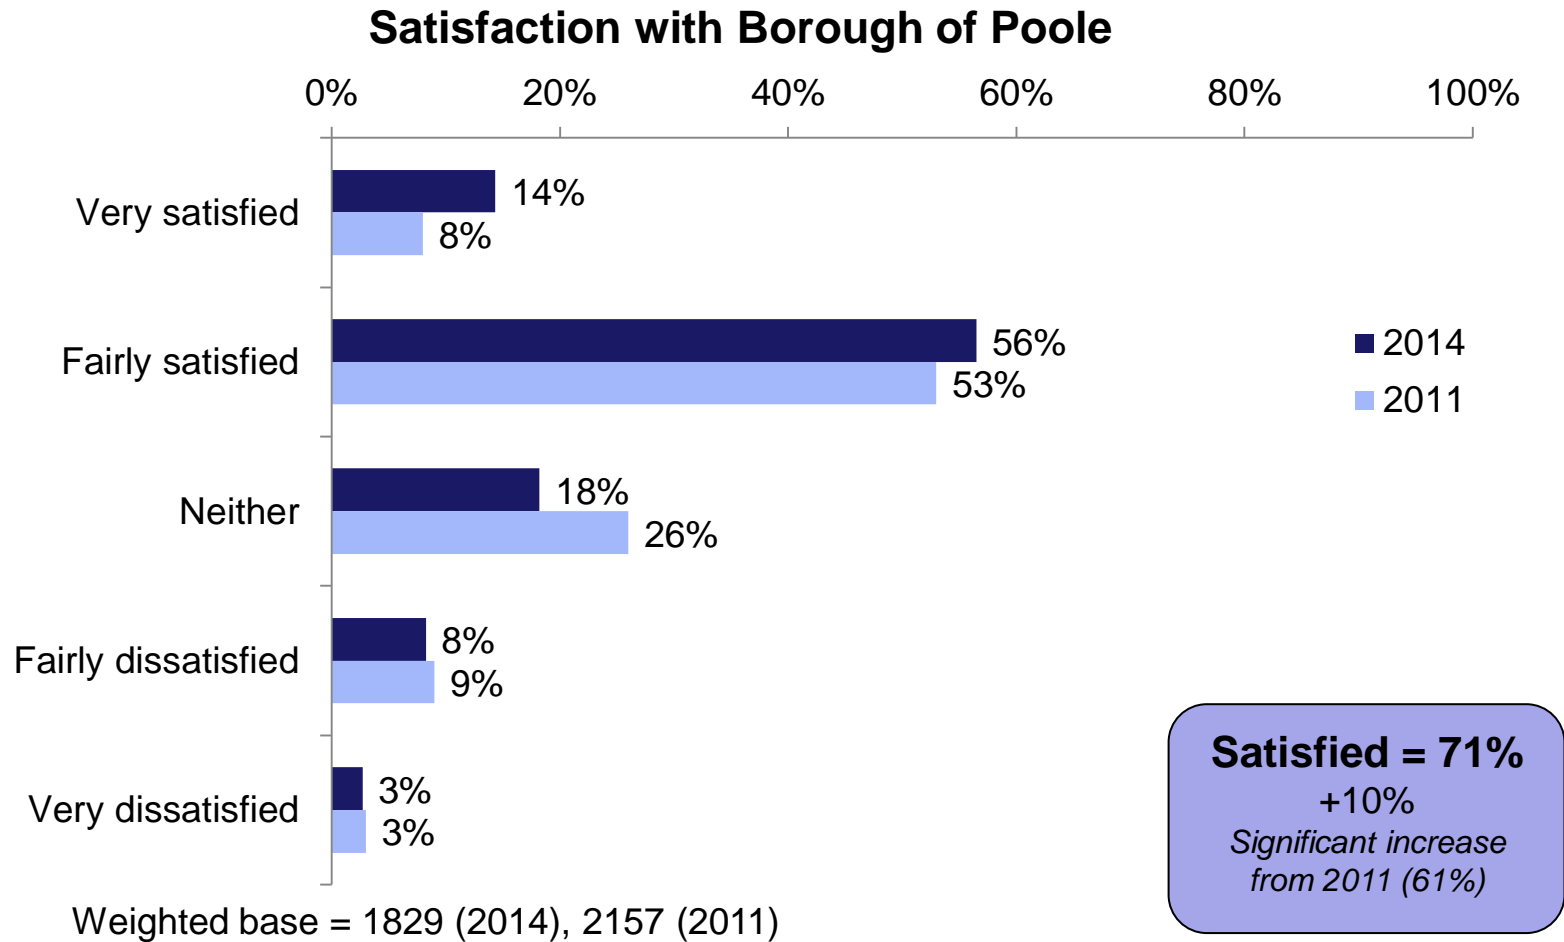 Satisfaction with Borough of Poole
0% 20% 40% 60% 80% 100%
Very satisfied
14%
8%
Fairly satisfied
56%
53%
Neither
18%
26%
Fairly dissatisfied
8%
9%
Very dissatisfied
3%
3%
2014
2011
Satisfied = 71%
+10%
Significant increase
from 2011 (61%)
Weighted base = 1829 (2014), 2157 (2011)